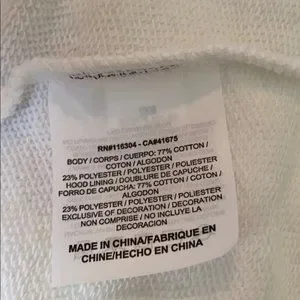 RN#116304 - CA#41675
BODY / CORPS / CUERPO: 77% COTTON /
COTON / ALGODON
23% POLYESTER / POLYESTER / POLIESTER
HOOD LINING / DOUBLURE DE CAPUCHE /
FORRO DE CAPUCHA: 77% COTTON / COTON /
ALGODON
23% POLYESTER / POLYESTER / POLIESTER
EXCLUSIVE OF DECORATION / DECORATION
NON COMPRISE / NO INCLUYE LA
DECORACION
MADE IN CHINA/FABRIQUE EN
CHINE/HECHO EN CHINA